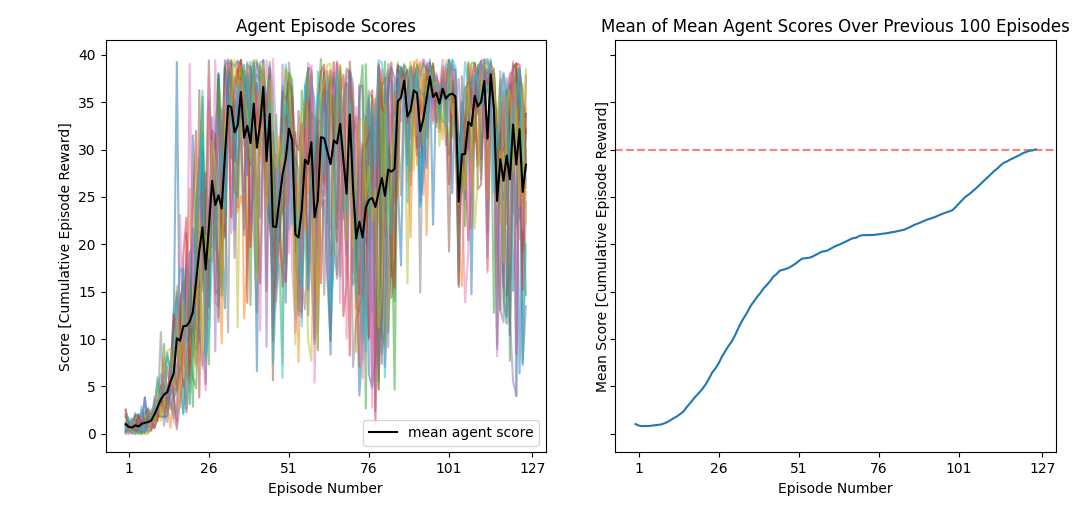 Agent Episode Scores
Score [Cumulative Episode Reward]
40
35
30
25
20
15
10
5
0
mean agent score
1 26 51 76 101 127
Episode Number
Mean of Mean Agent Scores Over Previous 100 Episodes
Mean Score [Cumulative Episode Reward]
1 26 51 76 101 127
Episode Number